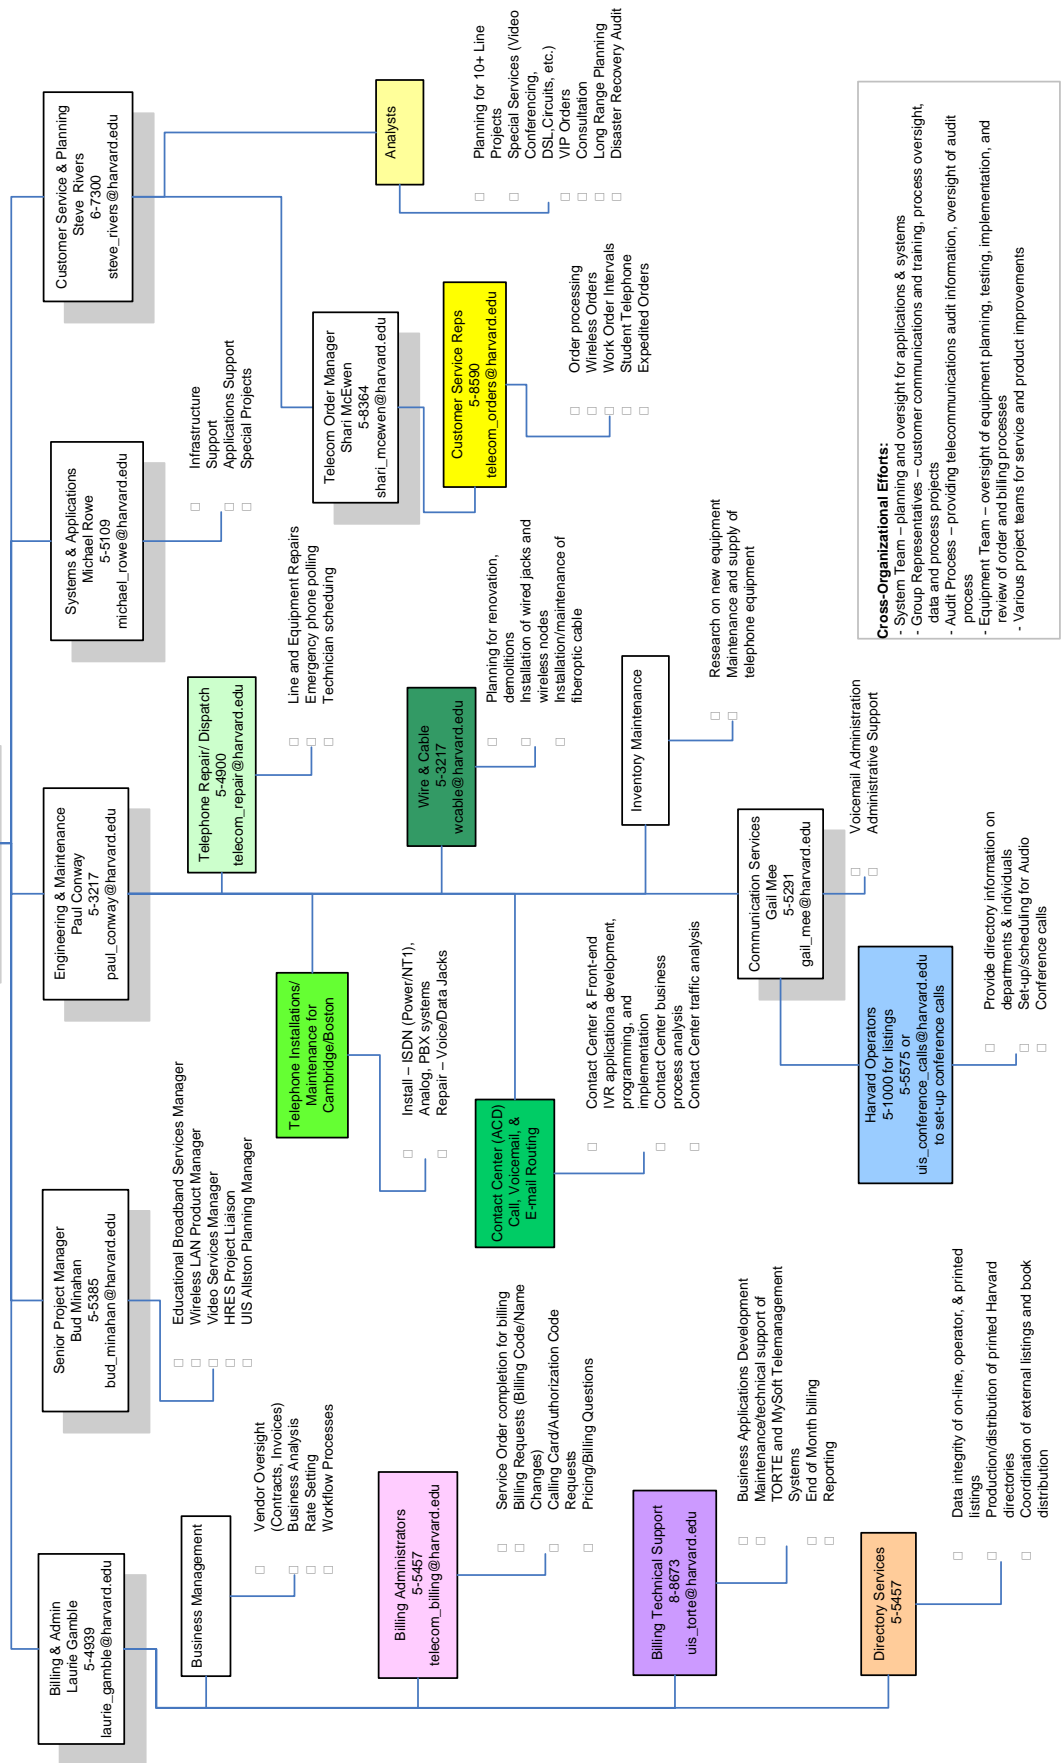 Billing & Admin
Laurie Gamble
5-4939
laurie_gamble@harvard.edu
Business Management
Vendor Oversight
(Contracts, Invoices)
Business Analysis
Rate Setting
Workflow Processes
Billing Administrators
5-5457
telecom_billing@harvard.edu
Service Order completion for billing
Billing Requests (Billing Code/Name
Changes)
Calling Card/Authorization Code
Requests
Pricing/Billing Questions
Billing Technical Support
8-8673
uis_torte@harvard.edu
Business Applications Development
Maintenance/technical support of
TORTE and MySoft Telemanagement
Systems
End of Month billing
Reporting
Directory Services
5-5457
Data integrity of on-line, operator, & printed
listings
Production/distribution of printed Harvard
directories
Coordination of external listings and book
distribution
Senior Project Manager
Bud Minahan
5-5385
bud_minahan@harvard.edu
Educational Broadband Services Manager
Wireless LAN Product Manager
Video Services Manager
HRES Project Liaison
UIS Allston Planning Manager
Engineering & Maintenance
Paul Conway
5-3217
paul_conway@harvard.edu
Telephone Installations/
Maintenance for
Cambridge/Boston
Install – ISDN (Power/NT1),
Analog, PBX systems
Repair – Voice/Data Jacks
Contact Center (ACD)
Call, Voicemail, &
E-mail Routing
Contact Center & Front-end
IVR applicationa development,
programming, and
implementation
Contact Center business
process analysis
Contact Center traffic analysis
Telephone Repair/ Dispatch
5-4900
telecom_repair@harvard.edu
Line and Equipment Repairs
Emergency phone polling
Technician scheduling
Wire & Cable
5-3217
wcable@harvard.edu
Planning for renovation,
demolitions
Installation of wired jacks and
wireless nodes
Installation/maintenance of
fiberoptic cable
Inventory Maintenance
Research on new equipment
Maintenance and supply of
telephone equipment
Communication Services
Gail Mee
5-5291
gail_mee@harvard.edu
Voicemail Administration
Administrative Support
Harvard Operators
5-1000 for listings
5-5575 or
uis_conference_calls@harvard.edu
to set-up conference calls
Provide directory information on
departments & individuals
Set-up/scheduling for Audio
Conference calls
Systems & Applications
Michael Rowe
5-5109
michael_rowe@harvard.edu
Infrastructure
Support
Applications Support
Special Projects
Customer Service & Planning
Steve Rivers
6-7300
steve_rivers@harvard.edu
Telecom Order Manager
Shari McEwen
5-8364
shari_mcewen@harvard.edu
Customer Service Reps
5-8590
telecom_orders@harvard.edu
Order processing
Wireless Orders
Work Order Intervals
Student Telephone
Expedited Orders
Analysts
Planning for 10+ Line
Projects
Special Services (Video
Conferencing,
DSL,Circuits, etc.)
VIP Orders
Consultation
Long Range Planning
Disaster Recovery Audit
Cross-Organizational Efforts:
- System Team – planning and oversight for applications & systems
- Group Representatives – customer communications and training, process oversight,
data and process projects
- Audit Process – providing telecommunications audit information, oversight of audit
process
- Equipment Team – oversight of equipment planning, testing, implementation, and
review of order and billing processes
- Various project teams for service and product improvements